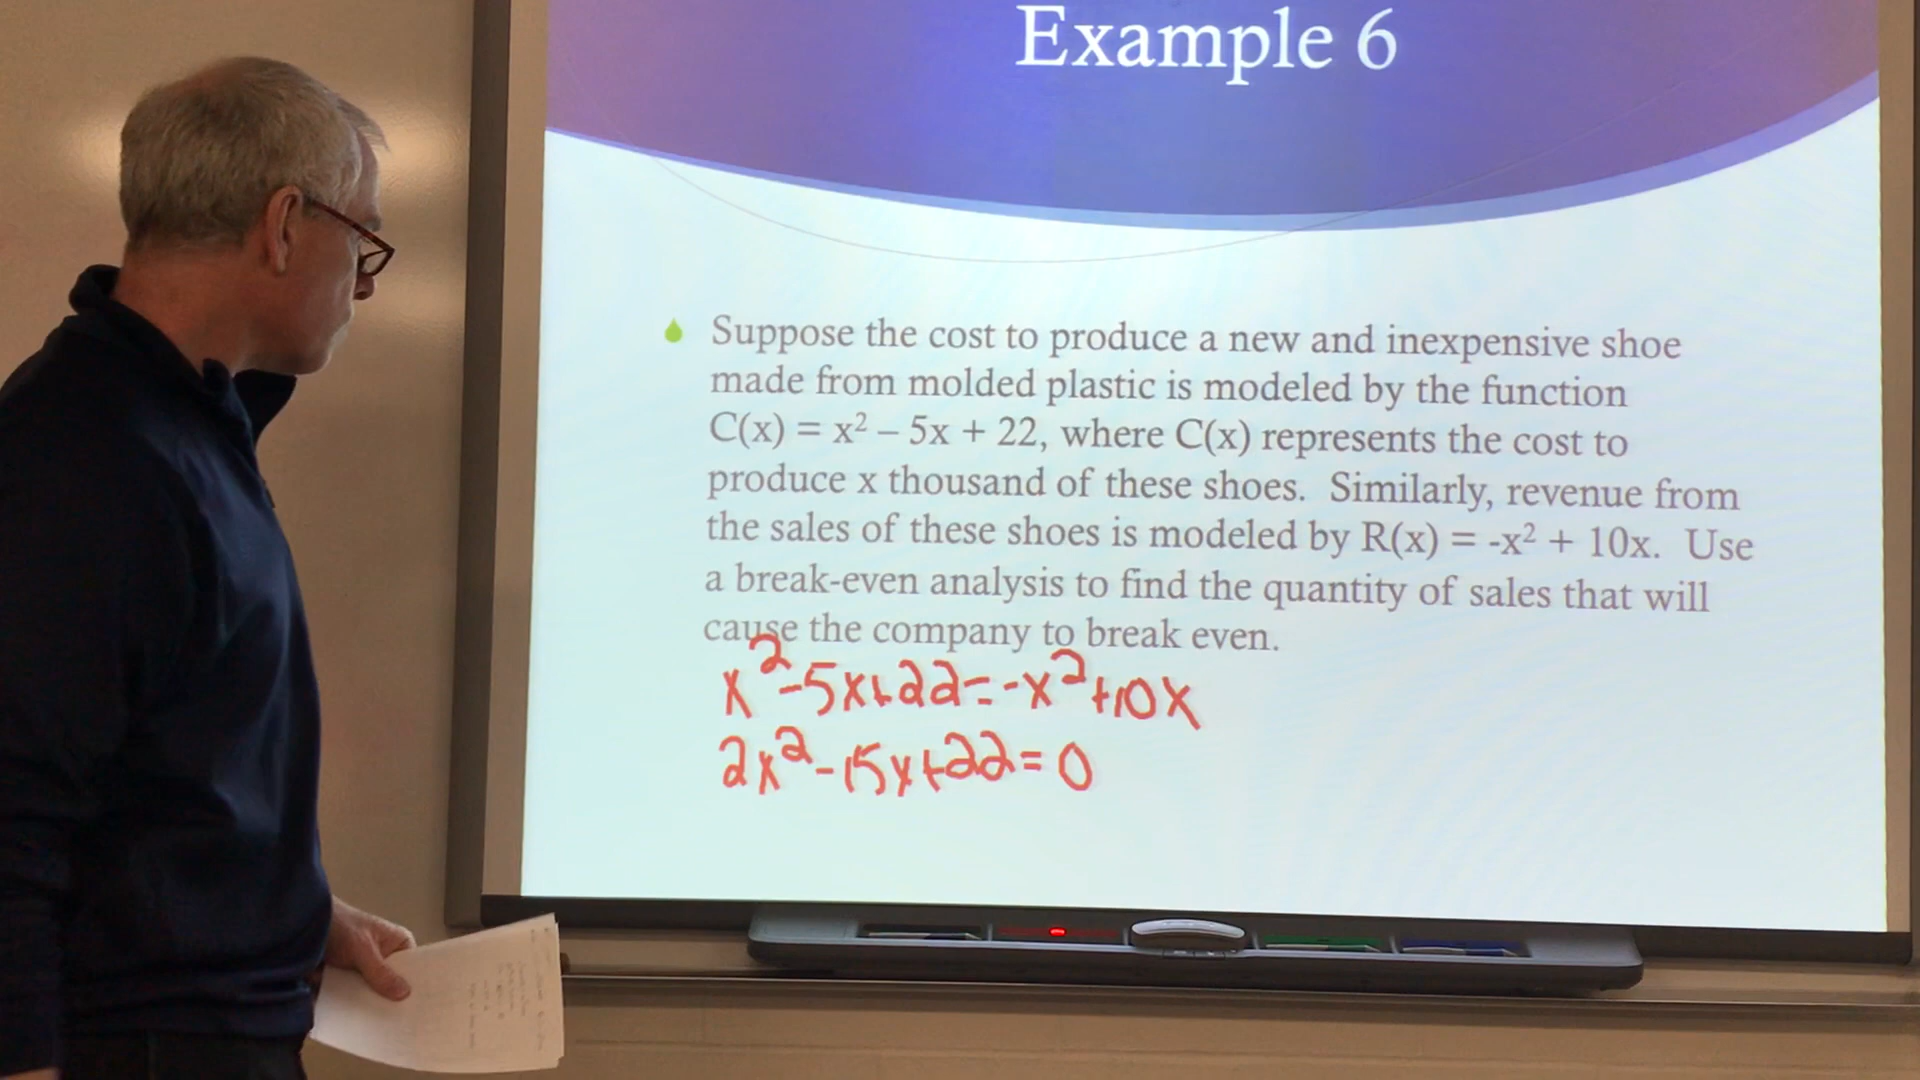 Example 6
Suppose the cost to produce a new and inexpensive shoe
made from molded plastic is modeled by the function
C(x) = x² – 5x + 22, where C(x) represents the cost to
produce x thousand of these shoes. Similarly, revenue from
the sales of these shoes is modeled by R(x) = -x² + 10x. Use
a break-even analysis to find the quantity of sales that will
cause the company to break even.
x²-5x+22=-x²+10x
2x²-15x+22=0